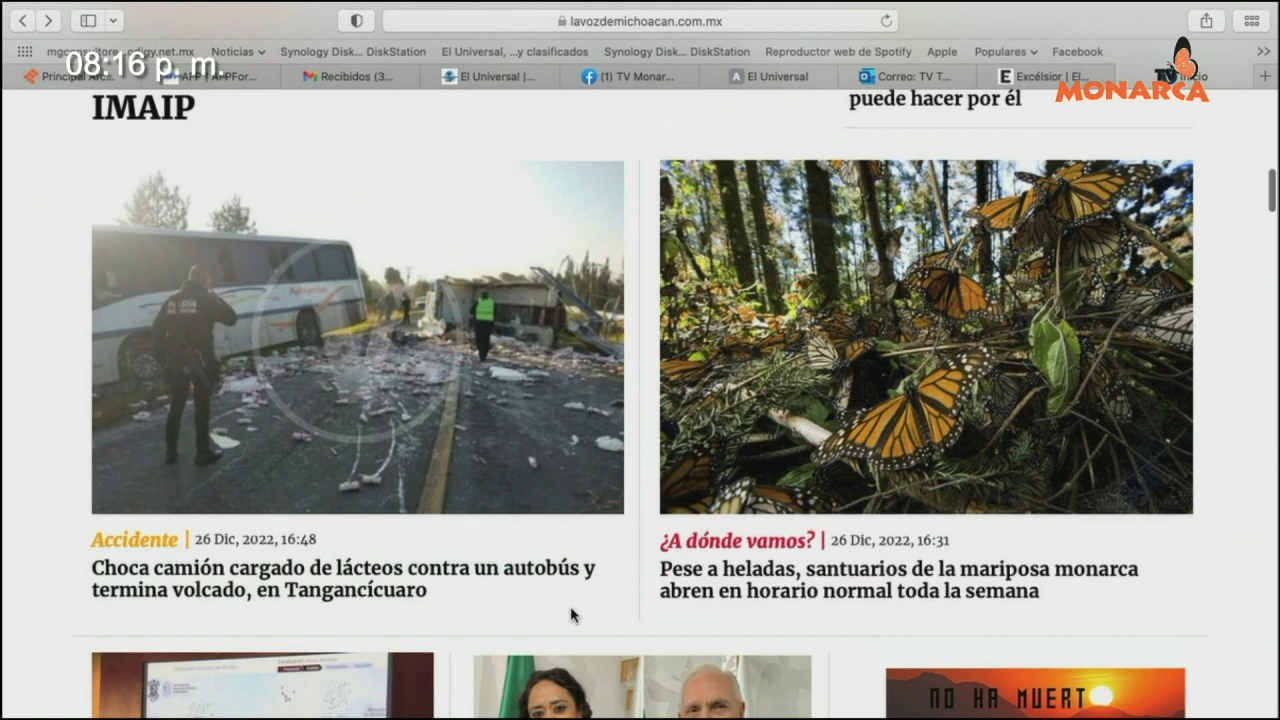 lavozdemichoacan.com.mx
Noticias
Synology Disk... DiskStation
El Universal, ...y clasificados
Synology Disk... DiskStation
Reproductor web de Spotify
Apple
Populares
Facebook
08:16 p. m.
Recibidos (3...
El Universal |...
(1) TV Monar...
El Universal
Correo: TV T...
Excélsior | El...
TV
MONARCA
IMAIP
puede hacer por él
Accidente | 26 Dic, 2022, 16:48
Choca camión cargado de lácteos contra un autobús y
termina volcado, en Tangancícuaro
¿A dónde vamos? | 26 Dic, 2022, 16:31
Pese a heladas, santuarios de la mariposa monarca
abren en horario normal toda la semana
NO HA MUERT